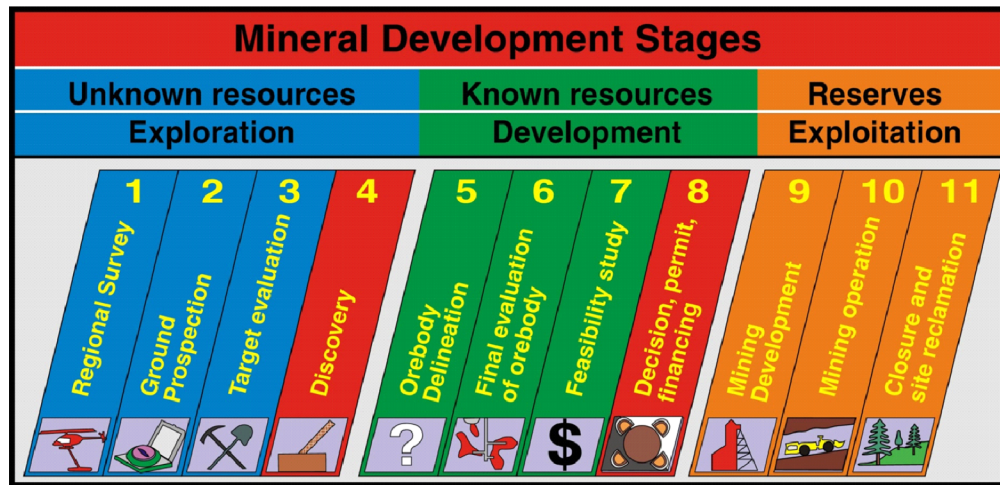 Mineral Development Stages
Unknown resources
Known resources
Reserves
Exploration
Development
Exploitation
1
Regional Survey
2
Ground
Prospection
3
Target evaluation
4
Discovery
5
Orebody
Delineation
6
Final evaluation
of orebody
7
Feasibility study
8
Decision, permit,
financing
9
Mining
Development
10
Mining operation
11
Closure and
site reclamation
?
$